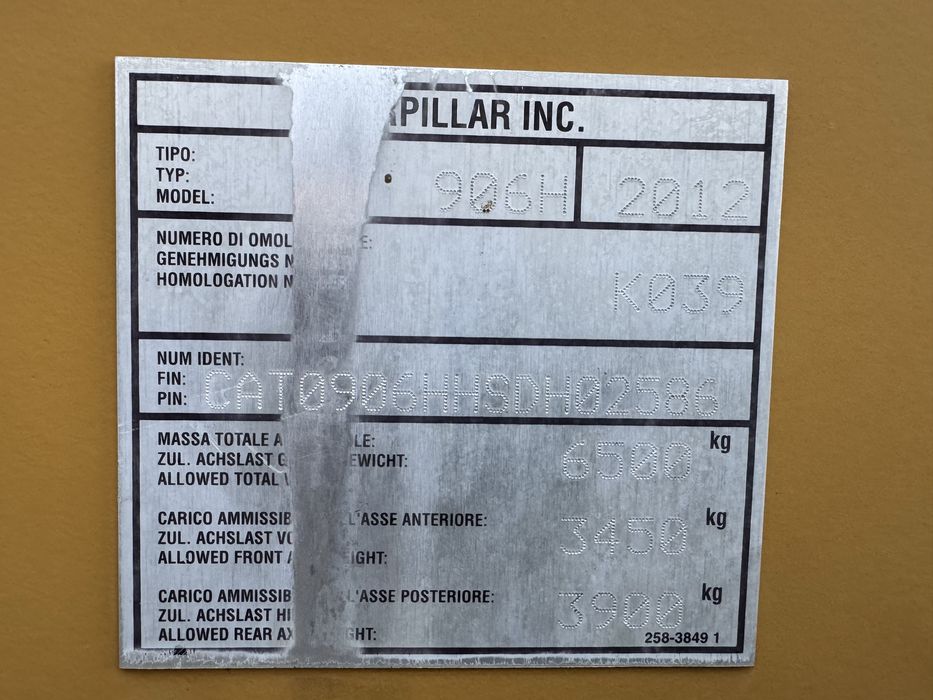 RPILLAR INC.
TIPO:
TYP:
MODEL: 906H 2012
NUMERO DI OMOL E:
GENEHMIGUNGS N
HOMOLOGATION N
K039
NUM IDENT:
FIN:
PIN: CAT0906HHSDH02586
MASSA TOTALE A LE: kg
ZUL. ACHSLAST G EWICHT: 6500
ALLOWED TOTAL
CARICO AMMISSIB L'ASSE ANTERIORE: kg
ZUL. ACHSLAST VO 3450
ALLOWED FRONT A IGHT:
CARICO AMMISSIB L'ASSE POSTERIORE: kg
ZUL. ACHSLAST HI 3900
ALLOWED REAR AX GHT: 258-3849 1